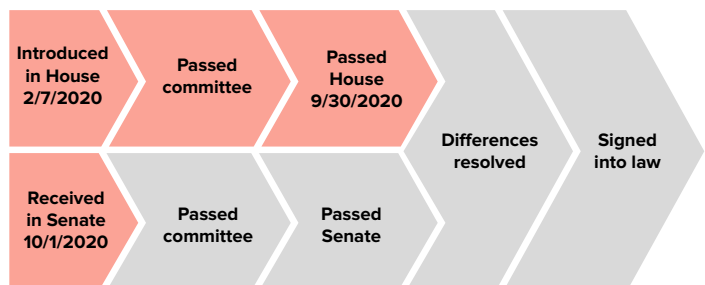 Introduced
in House
2/7/2020
Passed
committee
Passed
House
9/30/2020
Received
in Senate
10/1/2020
Passed
committee
Passed
Senate
Differences
resolved
Signed
into law